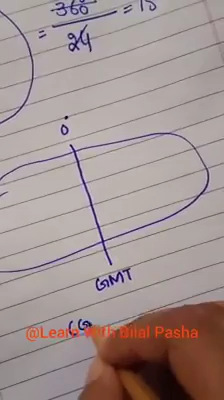 = 360° / 24 = 15
0°
GMT
(G
@Learn With Bilal Pasha